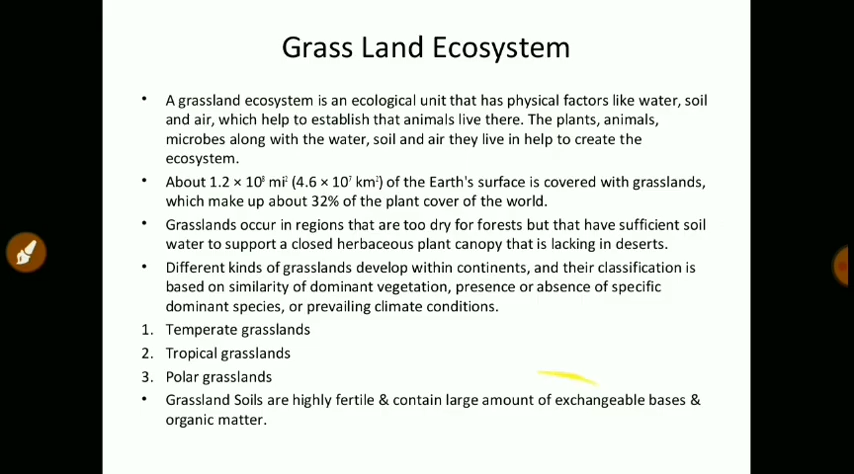 Grass Land Ecosystem
• A grassland ecosystem is an ecological unit that has physical factors like water, soil
and air, which help to establish that animals live there. The plants, animals,
microbes along with the water, soil and air they live in help to create the
ecosystem.
• About 1.2 × 10⁸ mi² (4.6 × 10⁷ km²) of the Earth's surface is covered with grasslands,
which make up about 32% of the plant cover of the world.
• Grasslands occur in regions that are too dry for forests but that have sufficient soil
water to support a closed herbaceous plant canopy that is lacking in deserts.
• Different kinds of grasslands develop within continents, and their classification is
based on similarity of dominant vegetation, presence or absence of specific
dominant species, or prevailing climate conditions.
1. Temperate grasslands
2. Tropical grasslands
3. Polar grasslands
• Grassland Soils are highly fertile & contain large amount of exchangeable bases &
organic matter.